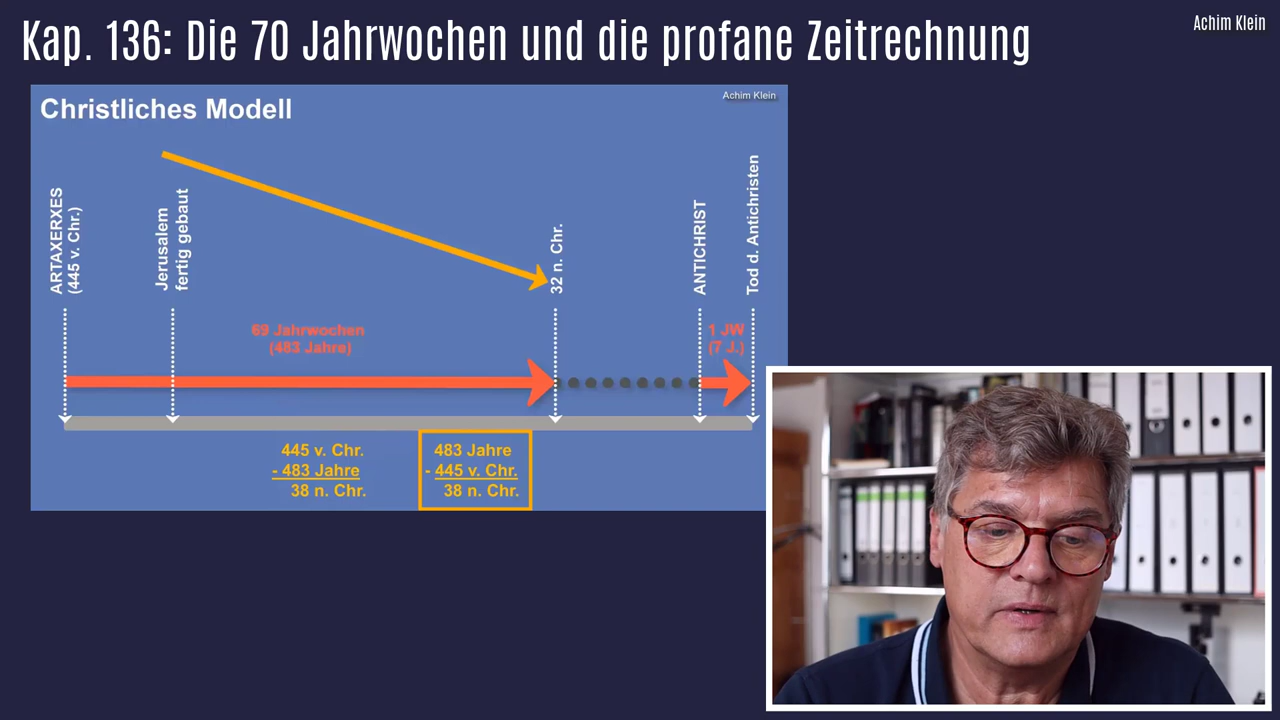 Kap. 136: Die 70 Jahrwochen und die profane Zeitrechnung
Achim Klein
Christliches Modell
Achim Klein
ARTAXERXES
(445 v. Chr.)
Jerusalem
fertig gebaut
32 n. Chr.
ANTICHRIST
Tod d. Antichristen
69 Jahrwochen
(483 Jahre)
1 JW
(7 J.)
445 v. Chr.
- 483 Jahre
38 n. Chr.
483 Jahre
- 445 v. Chr.
38 n. Chr.